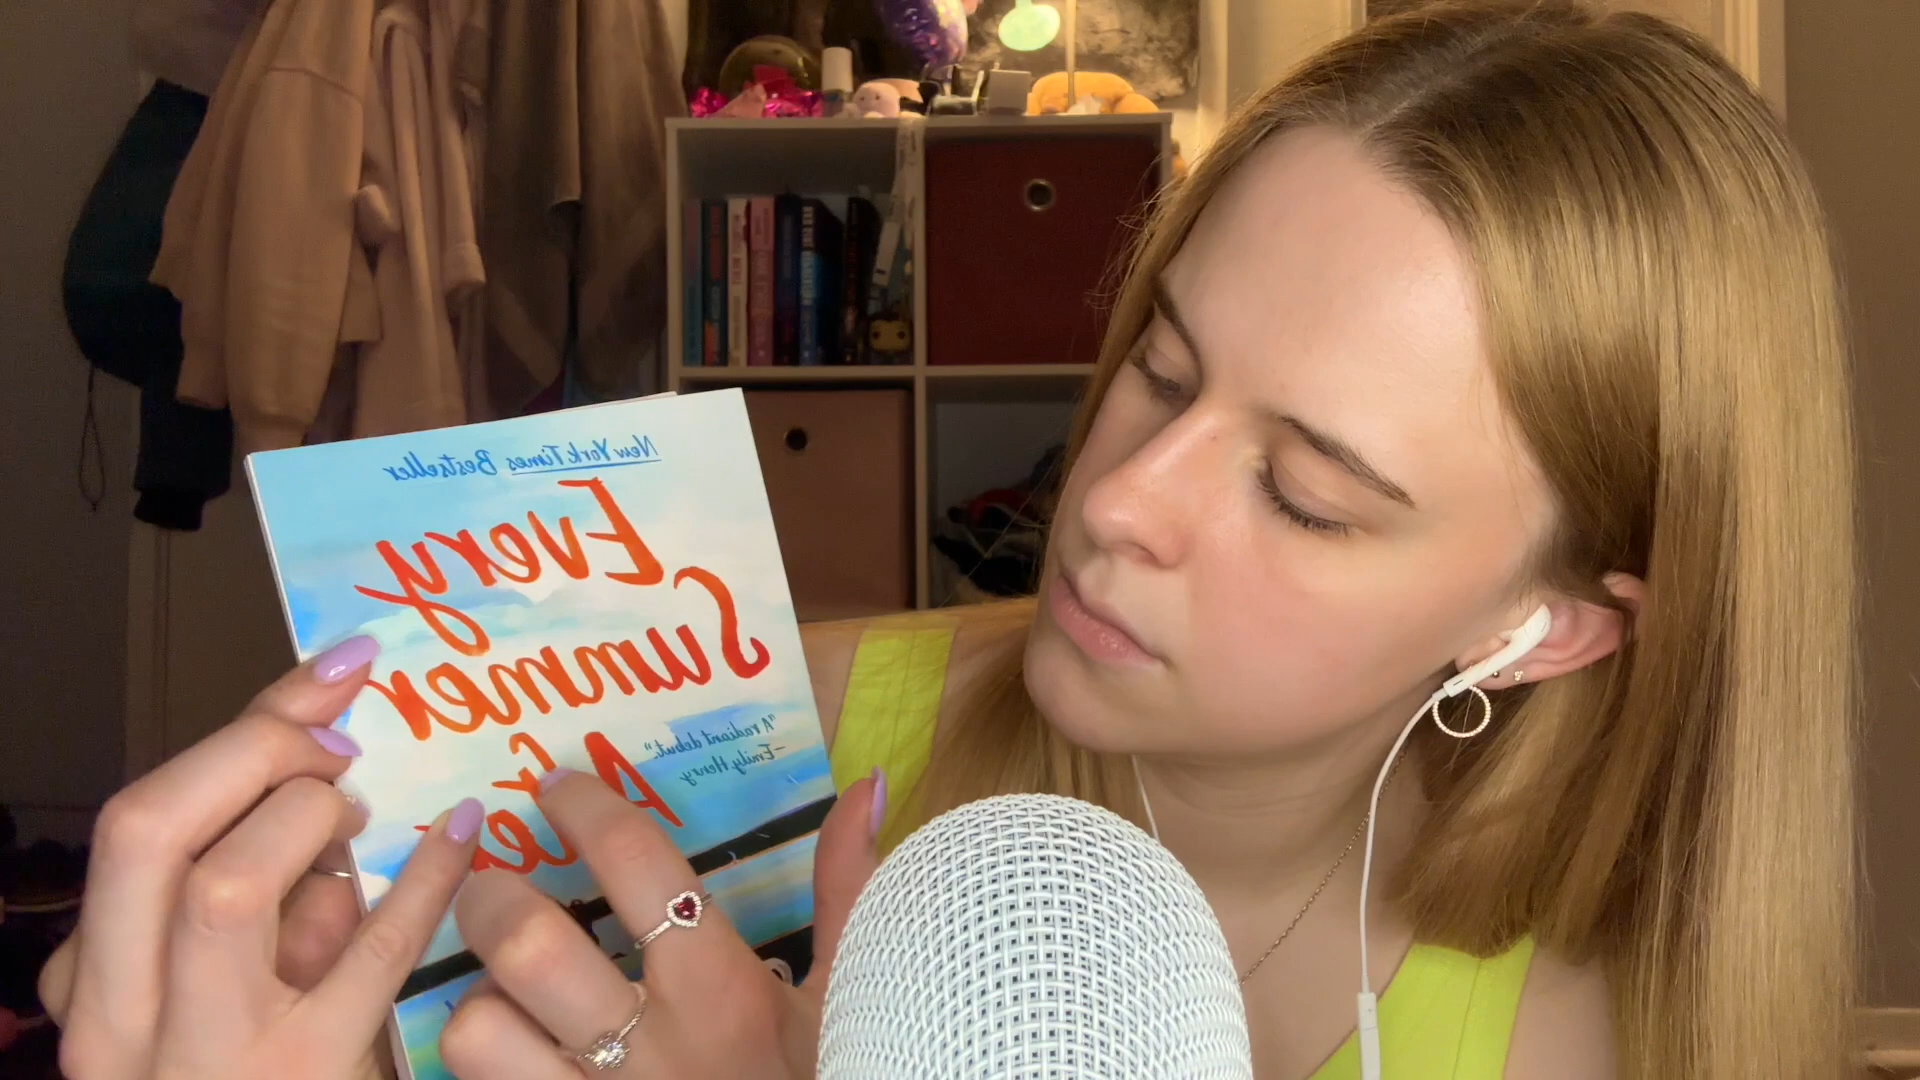 New York Times Bestseller
Every
Summer
After
"A radiant debut."
—Emily Henry